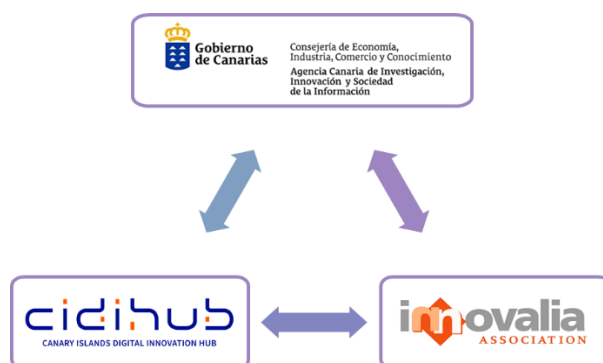 Gobierno
de Canarias
Consejería de Economía,
Industria, Comercio y Conocimiento
Agencia Canaria de Investigación,
Innovación y Sociedad
de la Información
cidihub
CANARY ISLANDS DIGITAL INNOVATION HUB
innovalia
ASSOCIATION